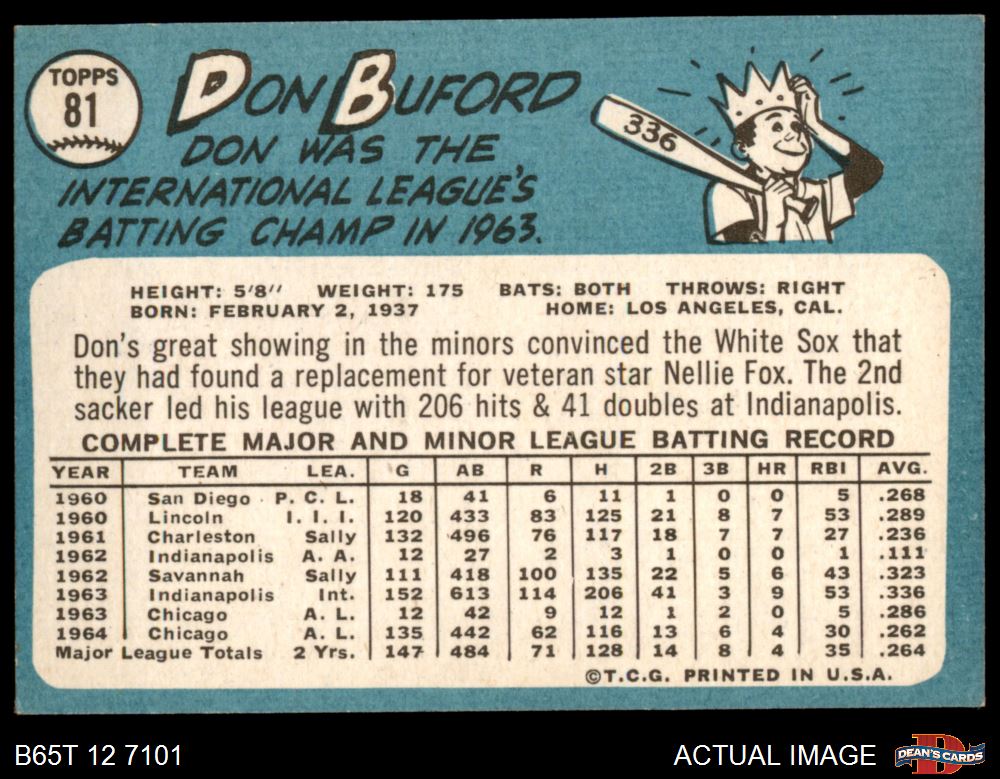 TOPPS
81
DON BUFORD
DON WAS THE
INTERNATIONAL LEAGUE'S
BATTING CHAMP IN 1963.
336
HEIGHT: 5'8" WEIGHT: 175 BATS: BOTH THROWS: RIGHT
BORN: FEBRUARY 2, 1937 HOME: LOS ANGELES, CAL.
Don's great showing in the minors convinced the White Sox that
they had found a replacement for veteran star Nellie Fox. The 2nd
sacker led his league with 206 hits & 41 doubles at Indianapolis.
COMPLETE MAJOR AND MINOR LEAGUE BATTING RECORD
YEAR TEAM LEA. G AB R H 2B 3B HR RBI AVG.
1960 San Diego P. C. L. 18 41 6 11 1 0 0 5 .268
1960 Lincoln I. I. I. 120 433 83 125 21 8 7 53 .289
1961 Charleston Sally 132 496 76 117 18 7 7 27 .236
1962 Indianapolis A. A. 12 27 2 3 1 0 0 1 .111
1962 Savannah Sally 111 418 100 135 22 5 6 43 .323
1963 Indianapolis Int. 152 613 114 206 41 3 9 53 .336
1963 Chicago A. L. 12 42 9 12 1 2 0 5 .286
1964 Chicago A. L. 135 442 62 116 13 6 4 30 .262
Major League Totals 2 Yrs. 147 484 71 128 14 8 4 35 .264
©T.C.G. PRINTED IN U.S.A.
B65T 12 7101 ACTUAL IMAGE DEAN'S CARDS